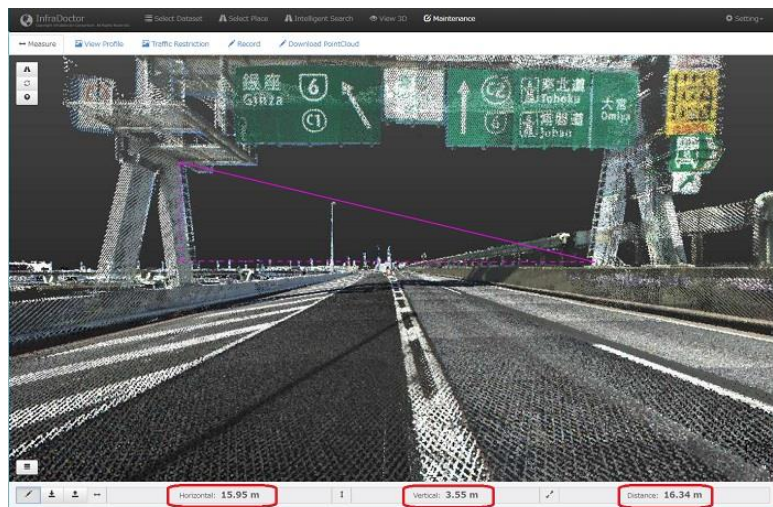 InfraDoctor
Select Dataset
Select Place
Intelligent Search
View 3D
Maintenance
Setting
Measure
View Profile
Traffic Restriction
Record
Download PointCloud
銀座
Ginza
6
C1
C2
6
東北道
Tohoku
常磐道
Joban
大宮
Omiya
Horizontal: 15.95 m
Vertical: 3.55 m
Distance: 16.34 m